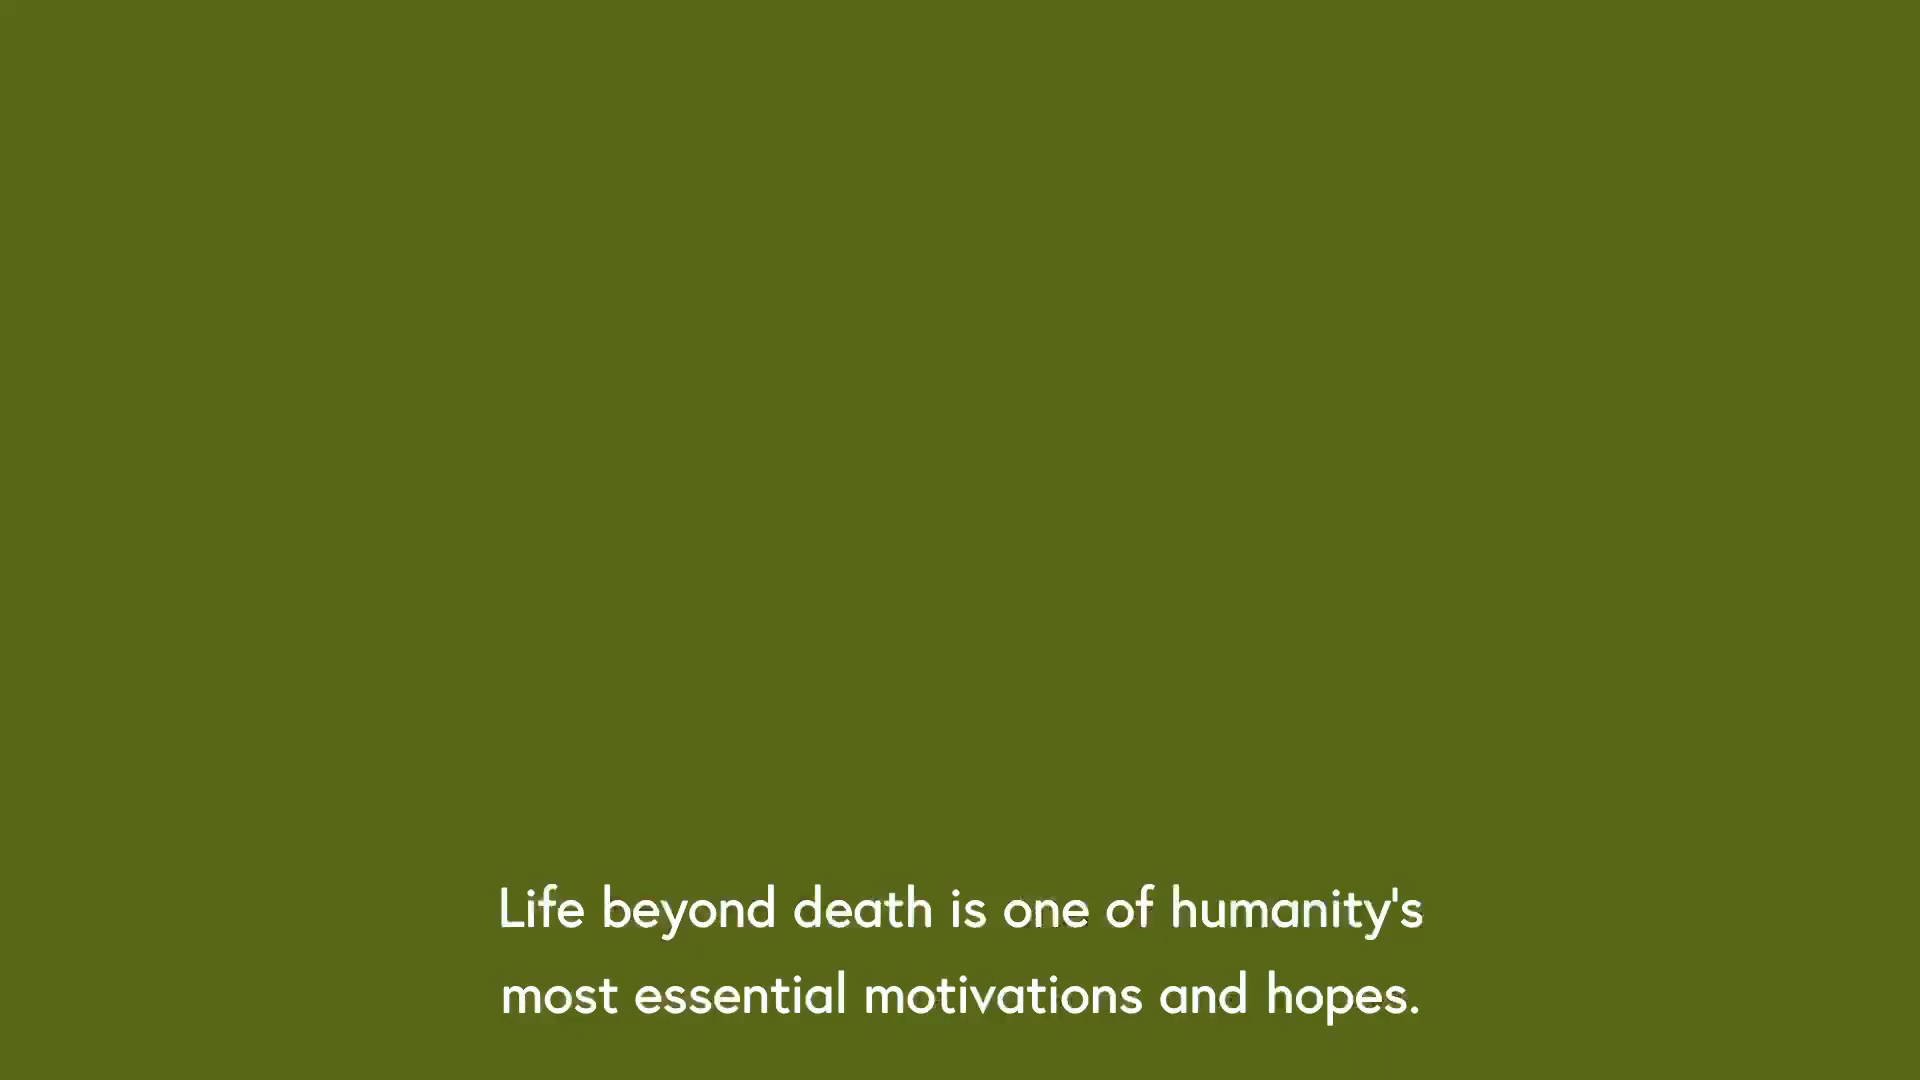 Life beyond death is one of humanity's
most essential motivations and hopes.